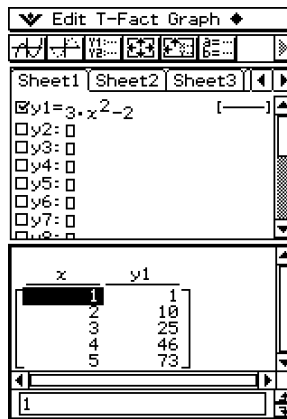 Edit T-Fact Graph
Sheet1 Sheet2 Sheet3
y1=3·x²-2 [—]
y2:
y3:
y4:
y5:
y6:
y7:
y8:
x y1
1 1
2 10
3 25
4 46
5 73
1